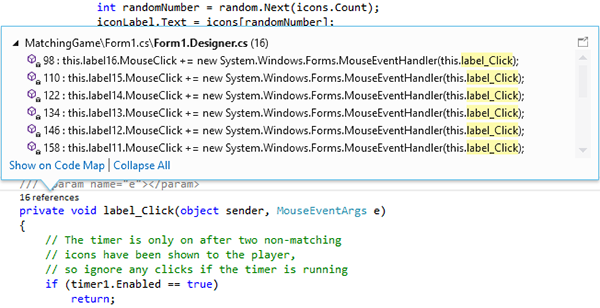 int randomNumber = random.Next(icons.Count);
iconLabel.Text = icons[randomNumber];
MatchingGame\Form1.cs\Form1.Designer.cs (16)
98 : this.label16.MouseClick += new System.Windows.Forms.MouseEventHandler(this.label_Click);
110 : this.label15.MouseClick += new System.Windows.Forms.MouseEventHandler(this.label_Click);
122 : this.label14.MouseClick += new System.Windows.Forms.MouseEventHandler(this.label_Click);
134 : this.label13.MouseClick += new System.Windows.Forms.MouseEventHandler(this.label_Click);
146 : this.label12.MouseClick += new System.Windows.Forms.MouseEventHandler(this.label_Click);
158 : this.label11.MouseClick += new System.Windows.Forms.MouseEventHandler(this.label_Click);
Show on Code Map | Collapse All
/// param name="e"></param>
16 references
private void label_Click(object sender, MouseEventArgs e)
{
// The timer is only on after two non-matching
// icons have been shown to the player,
// so ignore any clicks if the timer is running
if (timer1.Enabled == true)
return;